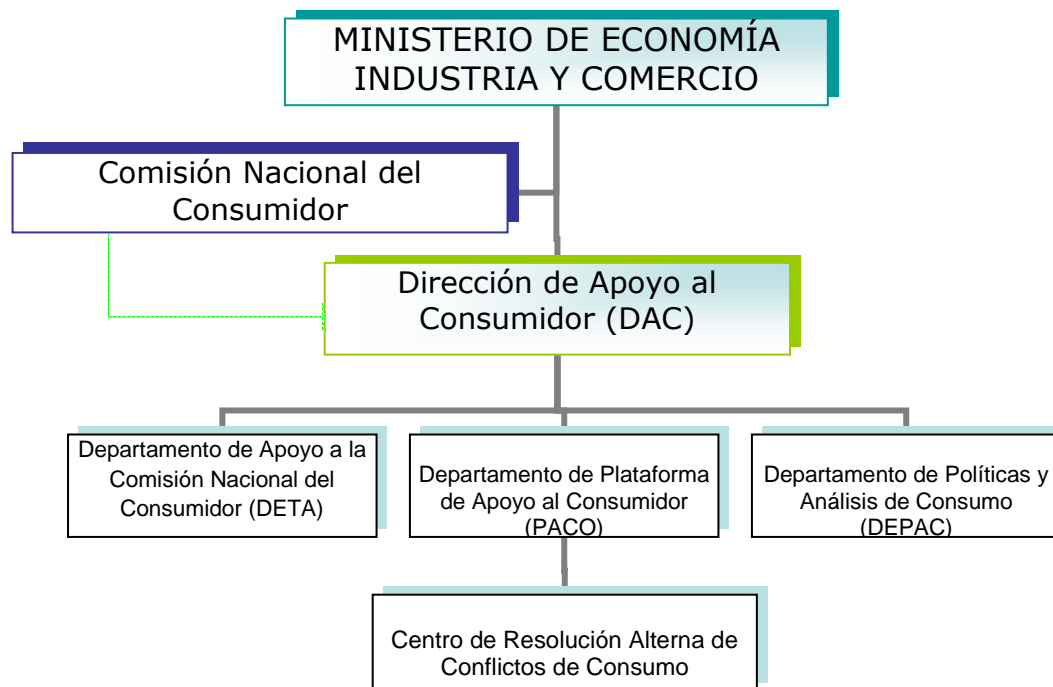 MINISTERIO DE ECONOMÍA
INDUSTRIA Y COMERCIO
Comisión Nacional del
Consumidor
Dirección de Apoyo al
Consumidor (DAC)
Departamento de Apoyo a la
Comisión Nacional del
Consumidor (DETA)
Departamento de Plataforma
de Apoyo al Consumidor
(PACO)
Departamento de Políticas y
Análisis de Consumo
(DEPAC)
Centro de Resolución Alterna de
Conflictos de Consumo